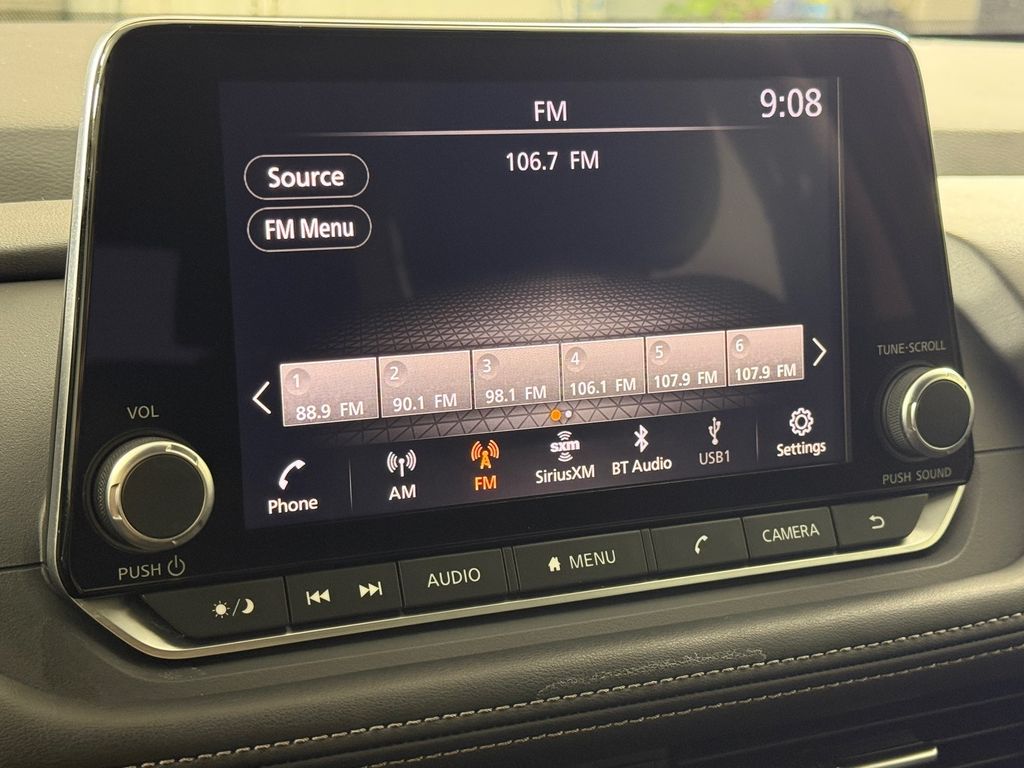 FM
9:08
106.7 FM
Source
FM Menu
1
88.9 FM
2
90.1 FM
3
98.1 FM
4
106.1 FM
5
107.9 FM
6
107.9 FM
Phone
AM
FM
sxm
SiriusXM
BT Audio
USB1
Settings
VOL
PUSH
TUNE·SCROLL
PUSH SOUND
AUDIO
MENU
CAMERA